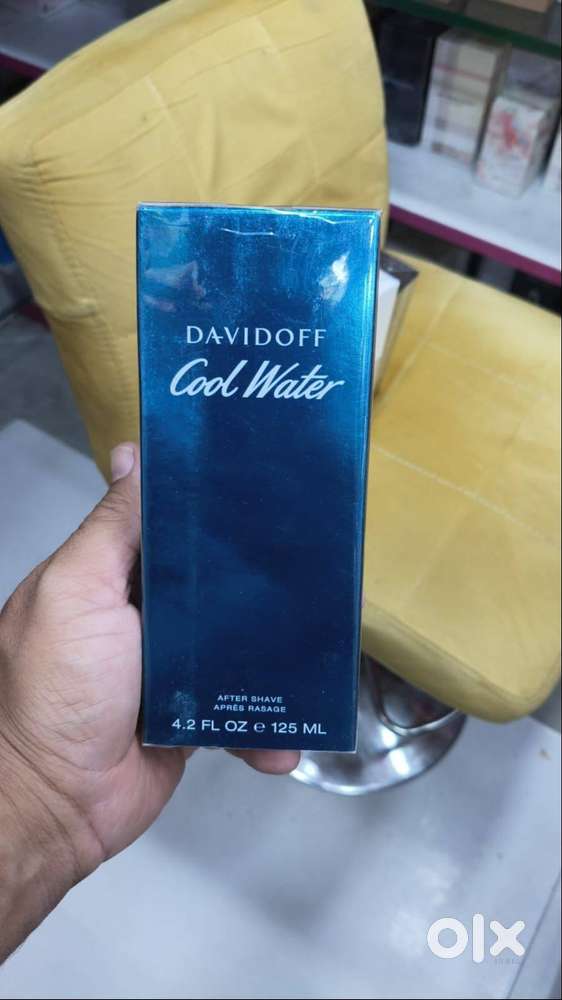 DAVIDOFF
Cool Water
AFTER SHAVE
APRÈS RASAGE
4.2 FL OZ e 125 ML
olx